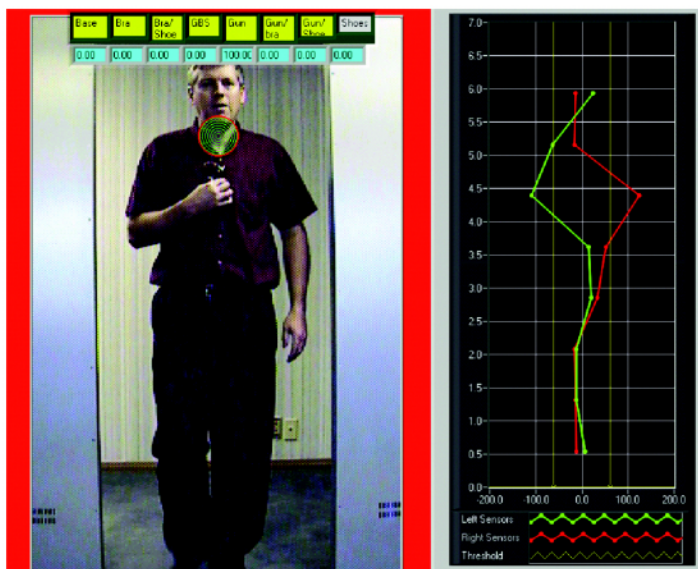 Base Bra Bra/ GBS Gun Gun/ Gun/ Shoes
Shoe bra Shoe
0.00 0.00 0.00 0.00 100.00 0.00 0.00 0.00
7.0
6.5
6.0
5.5
5.0
4.5
4.0
3.5
3.0
2.5
2.0
1.5
1.0
0.5
0.0
-200.0 -100.0 0.0 100.0 200.0
Left Sensors
Right Sensors
Threshold